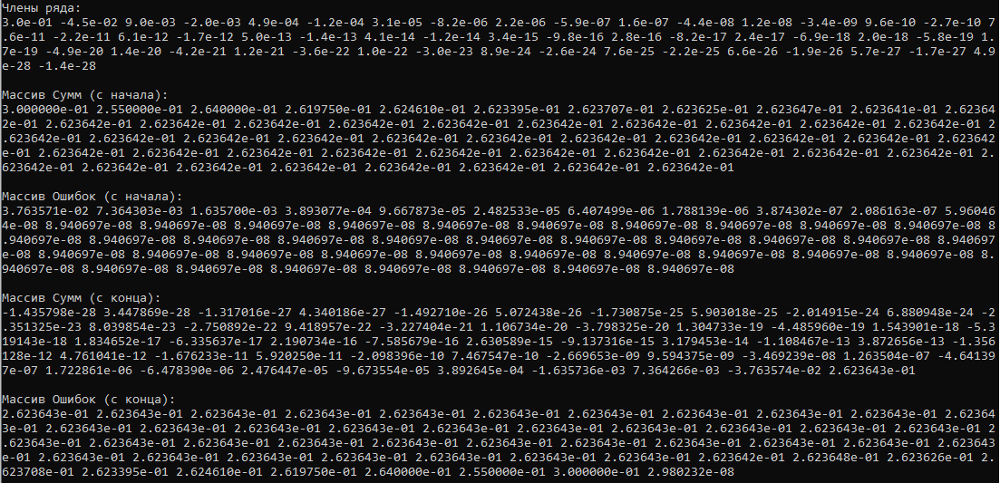 Члены ряда:
3.0e-01 -4.5e-02 9.0e-03 -2.0e-03 4.9e-04 -1.2e-04 3.1e-05 -8.2e-06 2.2e-06 -5.9e-07 1.6e-07 -4.4e-08 1.2e-08 -3.4e-09 9.6e-10 -2.7e-10 7
.6e-11 -2.2e-11 6.1e-12 -1.7e-12 5.0e-13 -1.4e-13 4.1e-14 -1.2e-14 3.4e-15 -9.8e-16 2.8e-16 -8.2e-17 2.4e-17 -6.9e-18 2.0e-18 -5.8e-19 1.
7e-19 -4.9e-20 1.4e-20 -4.2e-21 1.2e-21 -3.6e-22 1.0e-22 -3.0e-23 8.9e-24 -2.6e-24 7.6e-25 -2.2e-25 6.6e-26 -1.9e-26 5.7e-27 -1.7e-27 4.9
e-28 -1.4e-28
Массив Сумм (с начала):
3.000000e-01 2.550000e-01 2.640000e-01 2.619750e-01 2.624610e-01 2.623395e-01 2.623707e-01 2.623625e-01 2.623647e-01 2.623641e-01 2.62364
2e-01 2.623642e-01 2.623642e-01 2.623642e-01 2.623642e-01 2.623642e-01 2.623642e-01 2.623642e-01 2.623642e-01 2.623642e-01 2.623642e-01 2
.623642e-01 2.623642e-01 2.623642e-01 2.623642e-01 2.623642e-01 2.623642e-01 2.623642e-01 2.623642e-01 2.623642e-01 2.623642e-01 2.623642
e-01 2.623642e-01 2.623642e-01 2.623642e-01 2.623642e-01 2.623642e-01 2.623642e-01 2.623642e-01 2.623642e-01 2.623642e-01 2.623642e-01 2.
623642e-01 2.623642e-01 2.623642e-01 2.623642e-01 2.623642e-01 2.623642e-01 2.623642e-01 2.623642e-01
Массив Ошибок (с начала):
3.763571e-02 7.364303e-03 1.635700e-03 3.893077e-04 9.667873e-05 2.482533e-05 6.407499e-06 1.788139e-06 3.874302e-07 2.086163e-07 5.96046
4e-08 8.940697e-08 8.940697e-08 8.940697e-08 8.940697e-08 8.940697e-08 8.940697e-08 8.940697e-08 8.940697e-08 8.940697e-08 8.940697e-08 8
.940697e-08 8.940697e-08 8.940697e-08 8.940697e-08 8.940697e-08 8.940697e-08 8.940697e-08 8.940697e-08 8.940697e-08 8.940697e-08 8.940697
e-08 8.940697e-08 8.940697e-08 8.940697e-08 8.940697e-08 8.940697e-08 8.940697e-08 8.940697e-08 8.940697e-08 8.940697e-08 8.940697e-08 8.
940697e-08 8.940697e-08 8.940697e-08 8.940697e-08 8.940697e-08 8.940697e-08 8.940697e-08 8.940697e-08
Массив Сумм (с конца):
-1.435798e-28 3.447869e-28 -1.317016e-27 4.340186e-27 -1.492710e-26 5.072438e-26 -1.730875e-25 5.903018e-25 -2.014915e-24 6.880948e-24 -2
.351325e-23 8.039854e-23 -2.750892e-22 9.418957e-22 -3.227404e-21 1.106734e-20 -3.798325e-20 1.304733e-19 -4.485960e-19 1.543901e-18 -5.3
19143e-18 1.834652e-17 -6.335637e-17 2.190734e-16 -7.585679e-16 2.630589e-15 -9.137316e-15 3.179453e-14 -1.108467e-13 3.872656e-13 -1.356
128e-12 4.761041e-12 -1.676233e-11 5.920250e-11 -2.098396e-10 7.467547e-10 -2.669653e-09 9.594375e-09 -3.469239e-08 1.263504e-07 -4.64139
7e-07 1.722861e-06 -6.478390e-06 2.476447e-05 -9.673554e-05 3.892645e-04 -1.635736e-03 7.364266e-03 -3.763574e-02 2.623643e-01
Массив Ошибок (с конца):
2.623643e-01 2.623643e-01 2.623643e-01 2.623643e-01 2.623643e-01 2.623643e-01 2.623643e-01 2.623643e-01 2.623643e-01 2.623643e-01 2.62364
3e-01 2.623643e-01 2.623643e-01 2.623643e-01 2.623643e-01 2.623643e-01 2.623643e-01 2.623643e-01 2.623643e-01 2.623643e-01 2.623643e-01 2
.623643e-01 2.623643e-01 2.623643e-01 2.623643e-01 2.623643e-01 2.623643e-01 2.623643e-01 2.623643e-01 2.623643e-01 2.623643e-01 2.623643
e-01 2.623643e-01 2.623643e-01 2.623643e-01 2.623643e-01 2.623643e-01 2.623643e-01 2.623643e-01 2.623642e-01 2.623648e-01 2.623626e-01 2.
623708e-01 2.623395e-01 2.624610e-01 2.619750e-01 2.640000e-01 2.550000e-01 3.000000e-01 2.980232e-08